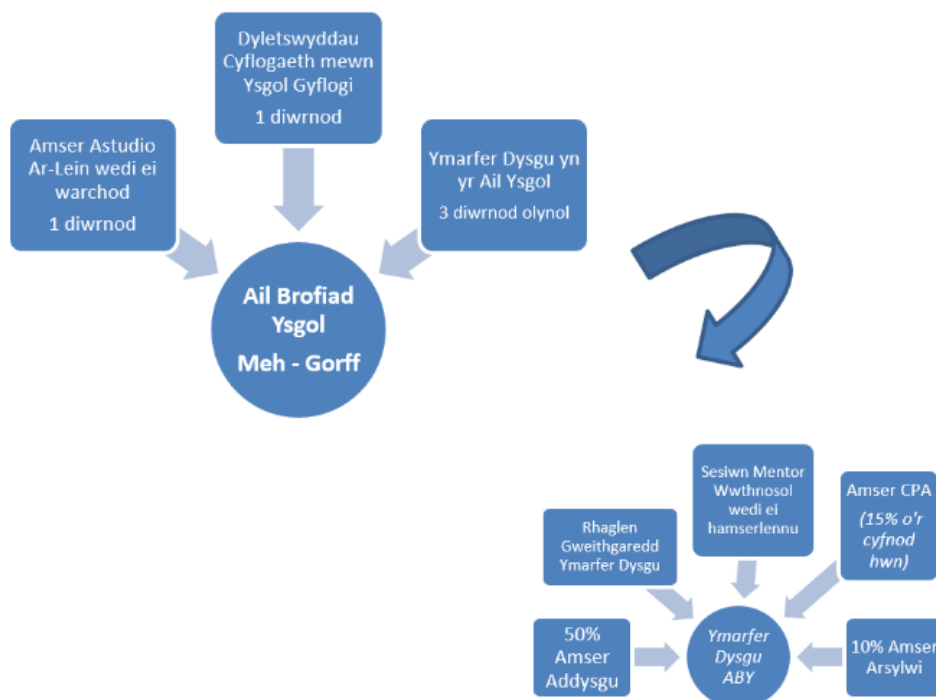 Dyletswyddau
Cyflogaeth mewn
Ysgol Gyflogi
1 diwrnod
Amser Astudio
Ar-Lein wedi ei
warchod
1 diwrnod
Ymarfer Dysgu yn
yr Ail Ysgol
3 diwrnod olynol
Ail Brofiad
Ysgol
Meh - Gorff
Sesiwn Mentor
Wwthnosol
wedi ei
hamserlennu
Amser CPA
(15% o'r
cyfnod
hwn)
Rhaglen
Gweithgaredd
Ymarfer Dysgu
50%
Amser
Addysgu
Ymarfer
Dysgu
ABY
10% Amser
Arsylwi